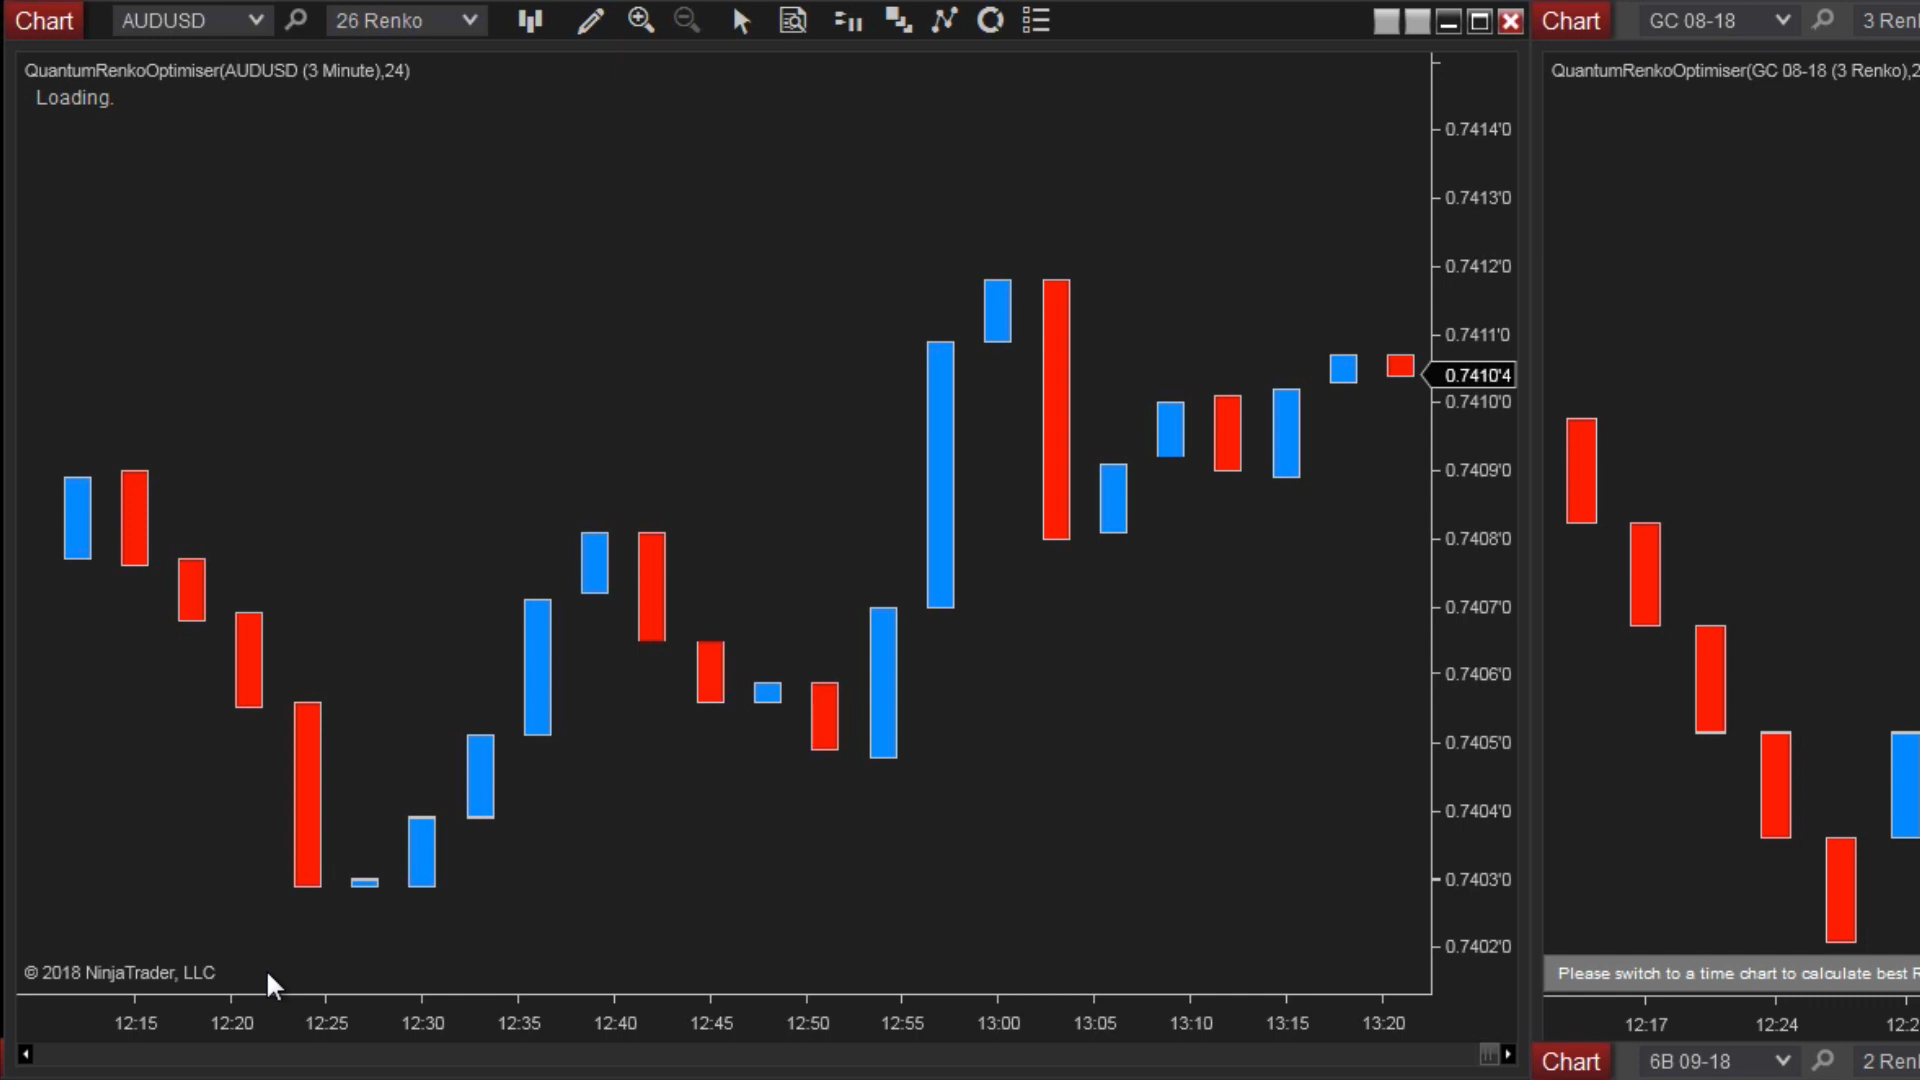 Chart AUDUSD 26 Renko
QuantumRenkoOptimiser(AUDUSD (3 Minute),24)
Loading.
0.7414'0
0.7413'0
0.7412'0
0.7411'0
0.7410'4
0.7410'0
0.7409'0
0.7408'0
0.7407'0
0.7406'0
0.7405'0
0.7404'0
0.7403'0
0.7402'0
© 2018 NinjaTrader, LLC
12:15 12:20 12:25 12:30 12:35 12:40 12:45 12:50 12:55 13:00 13:05 13:10 13:15 13:20
Chart GC 08-18 3 Renl
QuantumRenkoOptimiser(GC 08-18 (3 Renko),2
Please switch to a time chart to calculate best R
12:17 12:24 12:2
Chart 6B 09-18 2 Renl